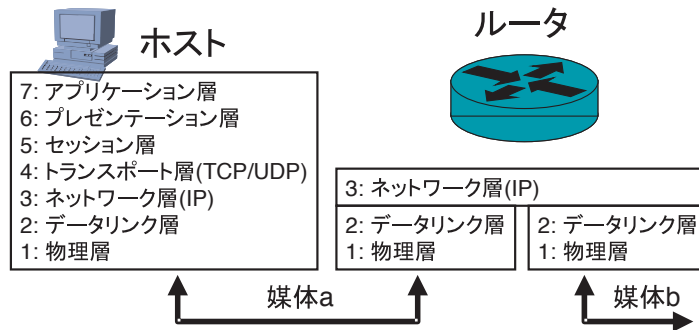 ホスト
ルータ
7: アプリケーション層
6: プレゼンテーション層
5: セッション層
4: トランスポート層(TCP/UDP)
3: ネットワーク層(IP)
2: データリンク層
1: 物理層
3: ネットワーク層(IP)
2: データリンク層
1: 物理層
2: データリンク層
1: 物理層
媒体a
媒体b